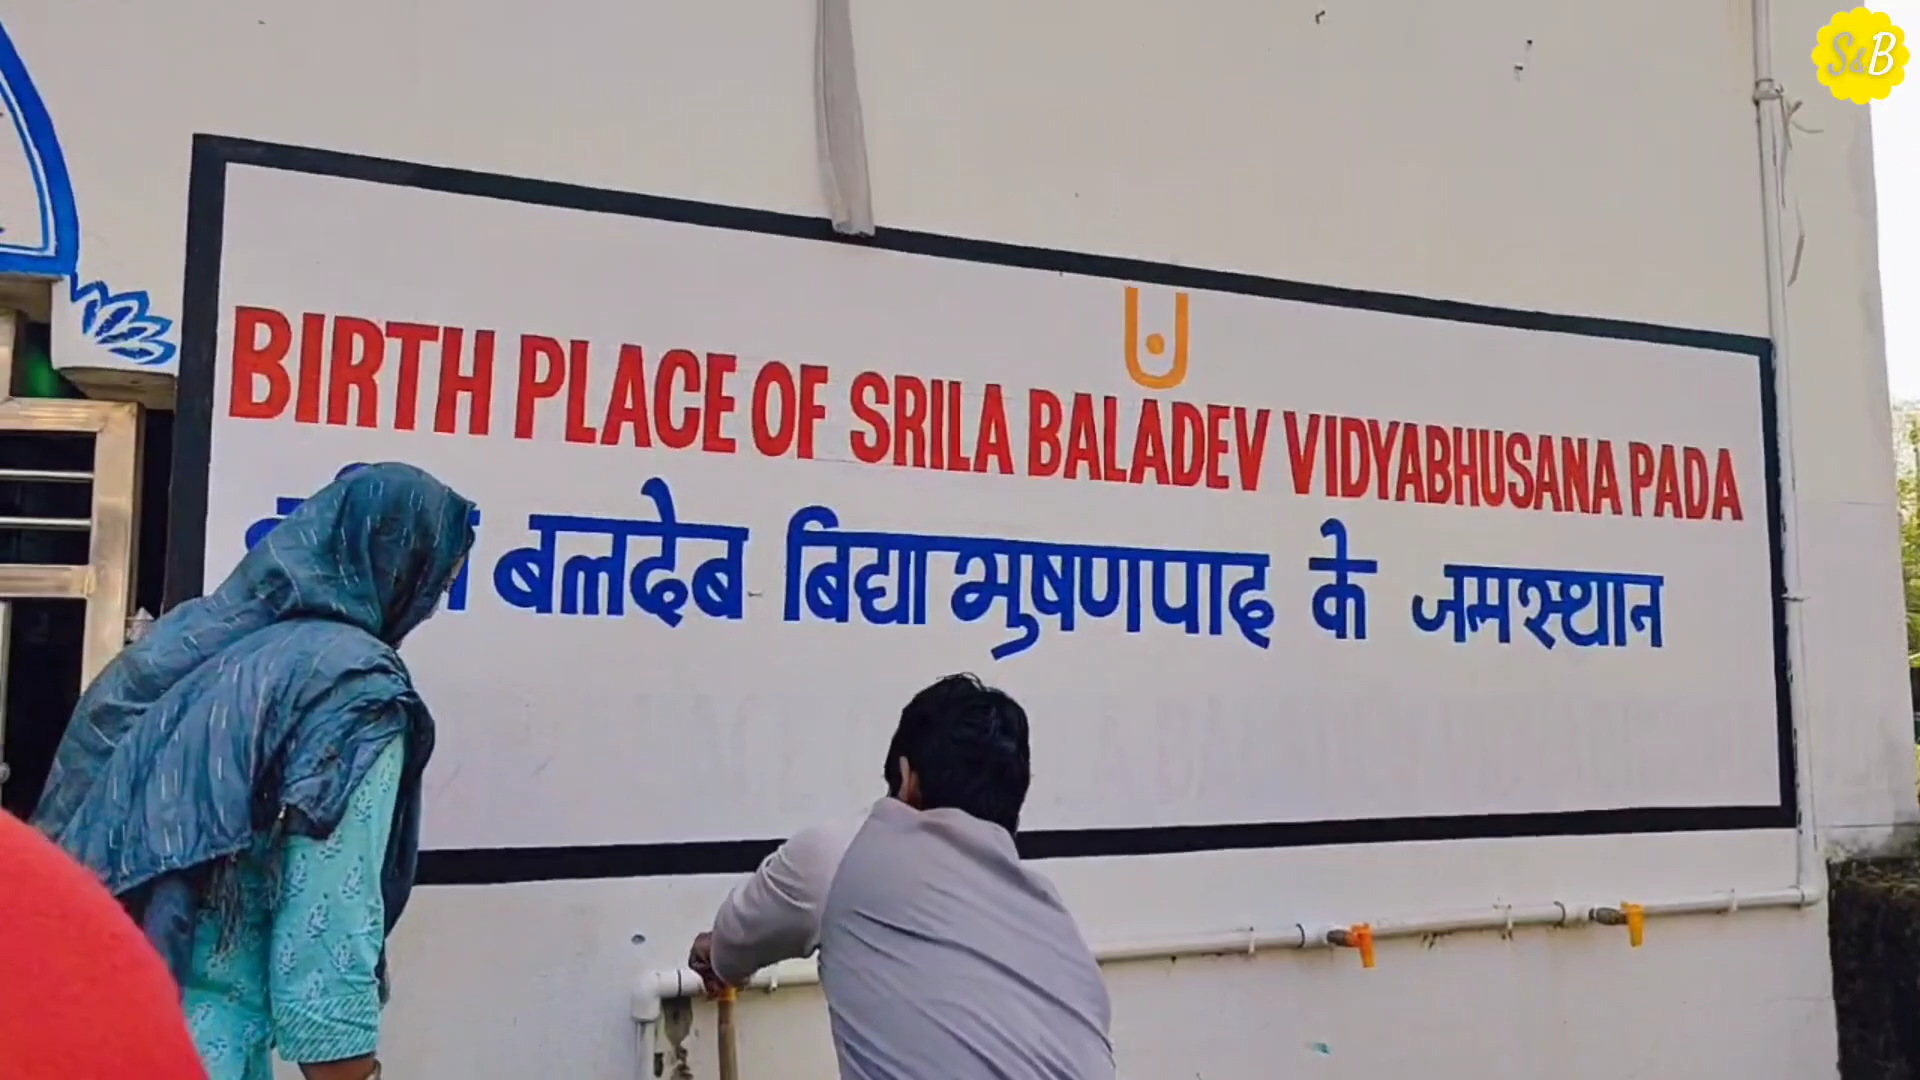 S&B
BIRTH PLACE OF SRILA BALADEV VIDYABHUSANA PADA
बलदेब बिद्या भुषणपाद के जमस्थान